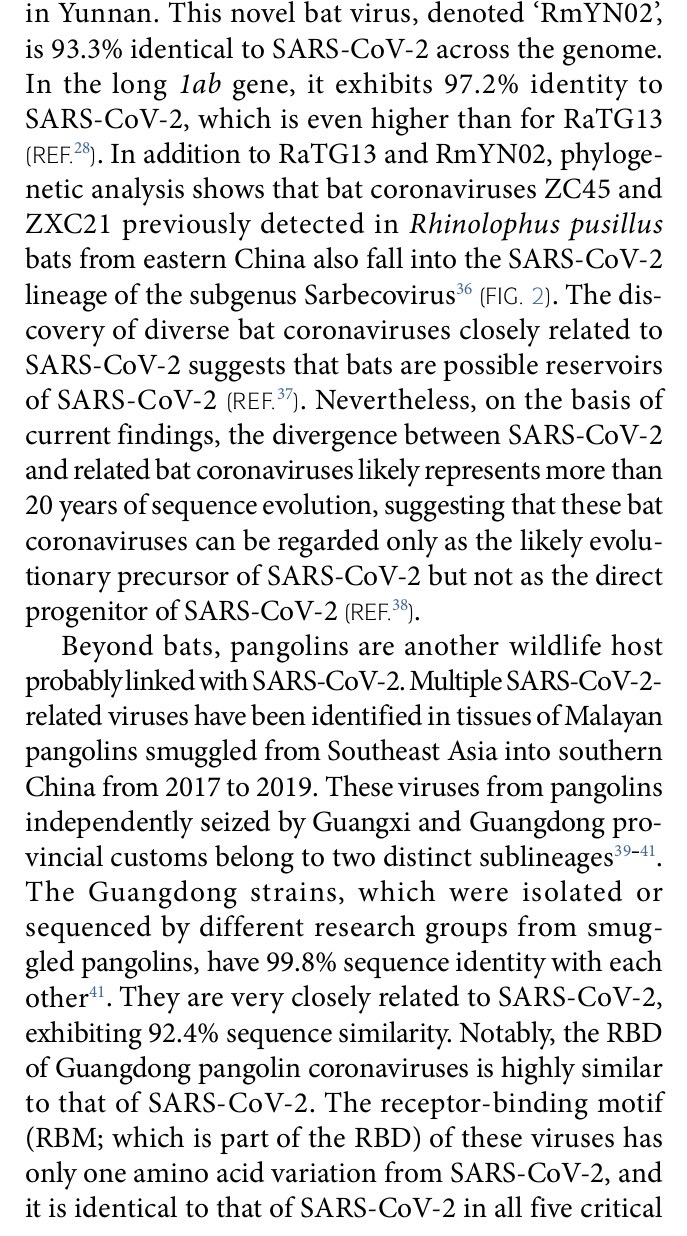 in Yunnan. This novel bat virus, denoted ‘RmYN02’,
is 93.3% identical to SARS-CoV-2 across the genome.
In the long 1ab gene, it exhibits 97.2% identity to
SARS-CoV-2, which is even higher than for RaTG13
(REF.28). In addition to RaTG13 and RmYN02, phyloge-
netic analysis shows that bat coronaviruses ZC45 and
ZXC21 previously detected in Rhinolophus pusillus
bats from eastern China also fall into the SARS-CoV-2
lineage of the subgenus Sarbecovirus36 (FIG. 2). The dis-
covery of diverse bat coronaviruses closely related to
SARS-CoV-2 suggests that bats are possible reservoirs
of SARS-CoV-2 (REF.37). Nevertheless, on the basis of
current findings, the divergence between SARS-CoV-2
and related bat coronaviruses likely represents more than
20 years of sequence evolution, suggesting that these bat
coronaviruses can be regarded only as the likely evolu-
tionary precursor of SARS-CoV-2 but not as the direct
progenitor of SARS-CoV-2 (REF.38).
Beyond bats, pangolins are another wildlife host
probably linked with SARS-CoV-2. Multiple SARS-CoV-2-
related viruses have been identified in tissues of Malayan
pangolins smuggled from Southeast Asia into southern
China from 2017 to 2019. These viruses from pangolins
independently seized by Guangxi and Guangdong pro-
vincial customs belong to two distinct sublineages39–41.
The Guangdong strains, which were isolated or
sequenced by different research groups from smug-
gled pangolins, have 99.8% sequence identity with each
other41. They are very closely related to SARS-CoV-2,
exhibiting 92.4% sequence similarity. Notably, the RBD
of Guangdong pangolin coronaviruses is highly similar
to that of SARS-CoV-2. The receptor-binding motif
(RBM; which is part of the RBD) of these viruses has
only one amino acid variation from SARS-CoV-2, and
it is identical to that of SARS-CoV-2 in all five critical